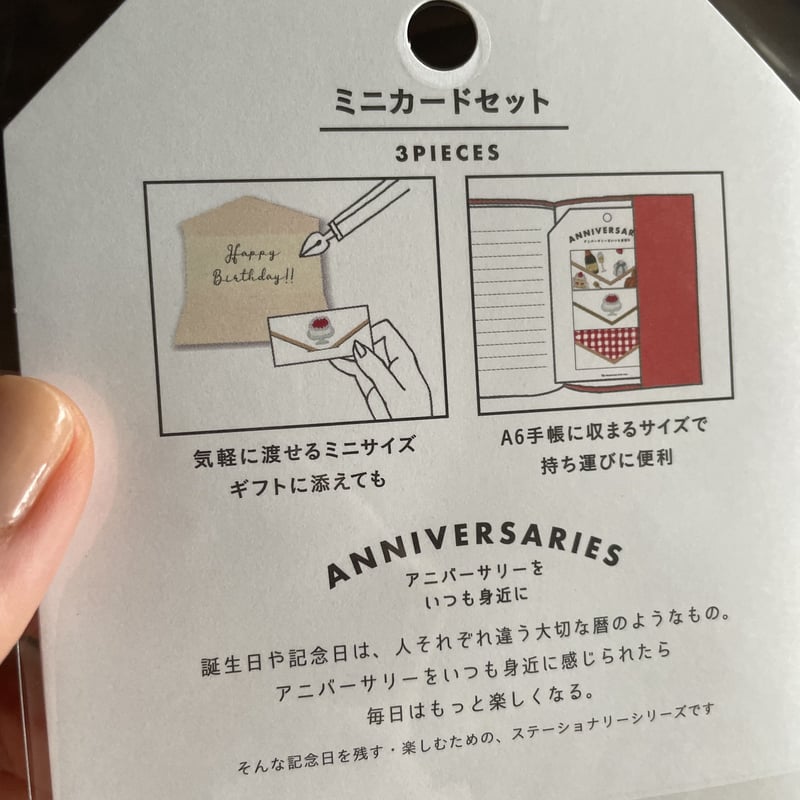 ミニカードセット
3PIECES
Happy
Birthday!!
ANNIVERSAR
気軽に渡せるミニサイズ
ギフトに添えても
A6手帳に収まるサイズで
持ち運びに便利
ANNIVERSARIES
アニバーサリーを
いつも身近に
誕生日や記念日は、人それぞれ違う大切な暦のようなもの。
アニバーサリーをいつも身近に感じられたら
毎日はもっと楽しくなる。
そんな記念日を残す・楽しむための、ステーショナリーシリーズです